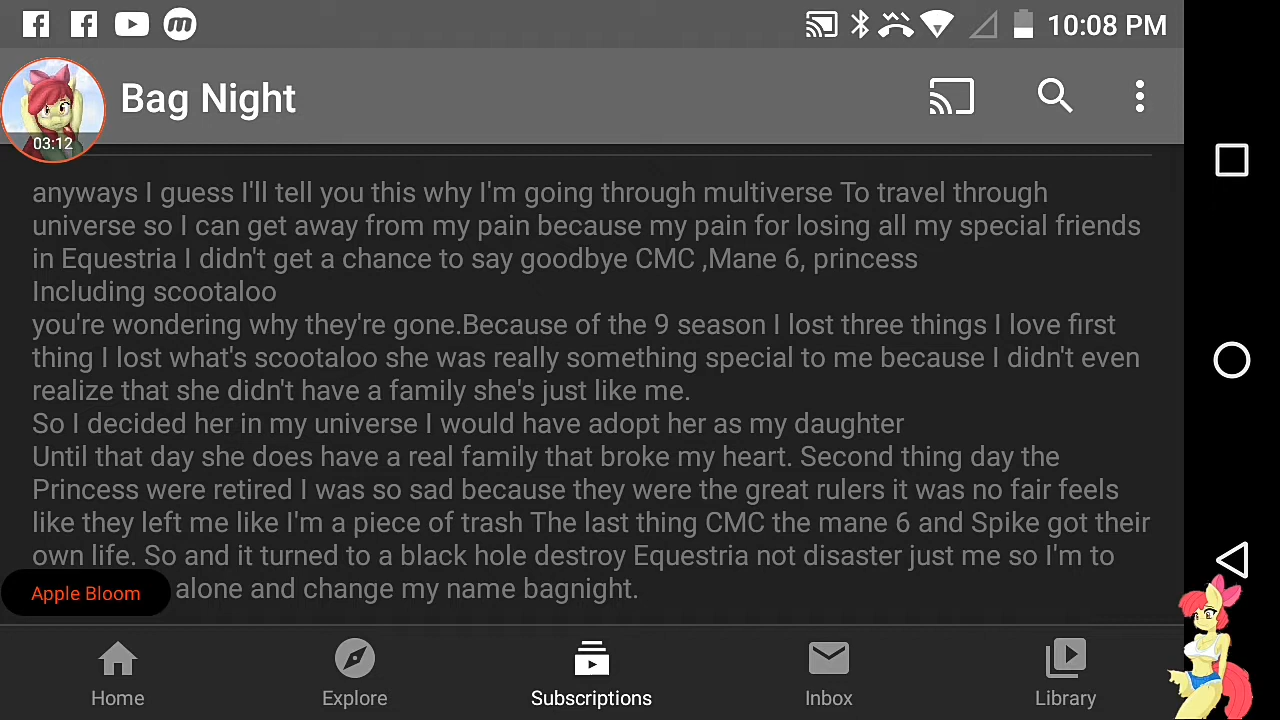 10:08 PM
Bag Night
03:12
anyways I guess I'll tell you this why I'm going through multiverse To travel through
universe so I can get away from my pain because my pain for losing all my special friends
in Equestria I didn't get a chance to say goodbye CMC ,Mane 6, princess
Including scootaloo
you're wondering why they're gone.Because of the 9 season I lost three things I love first
thing I lost what's scootaloo she was really something special to me because I didn't even
realize that she didn't have a family she's just like me.
So I decided her in my universe I would have adopt her as my daughter
Until that day she does have a real family that broke my heart. Second thing day the
Princess were retired I was so sad because they were the great rulers it was no fair feels
like they left me like I'm a piece of trash The last thing CMC the mane 6 and Spike got their
own life. So and it turned to a black hole destroy Equestria not disaster just me so I'm to
alone and change my name bagnight.
Apple Bloom
Home
Explore
Subscriptions
Inbox
Library